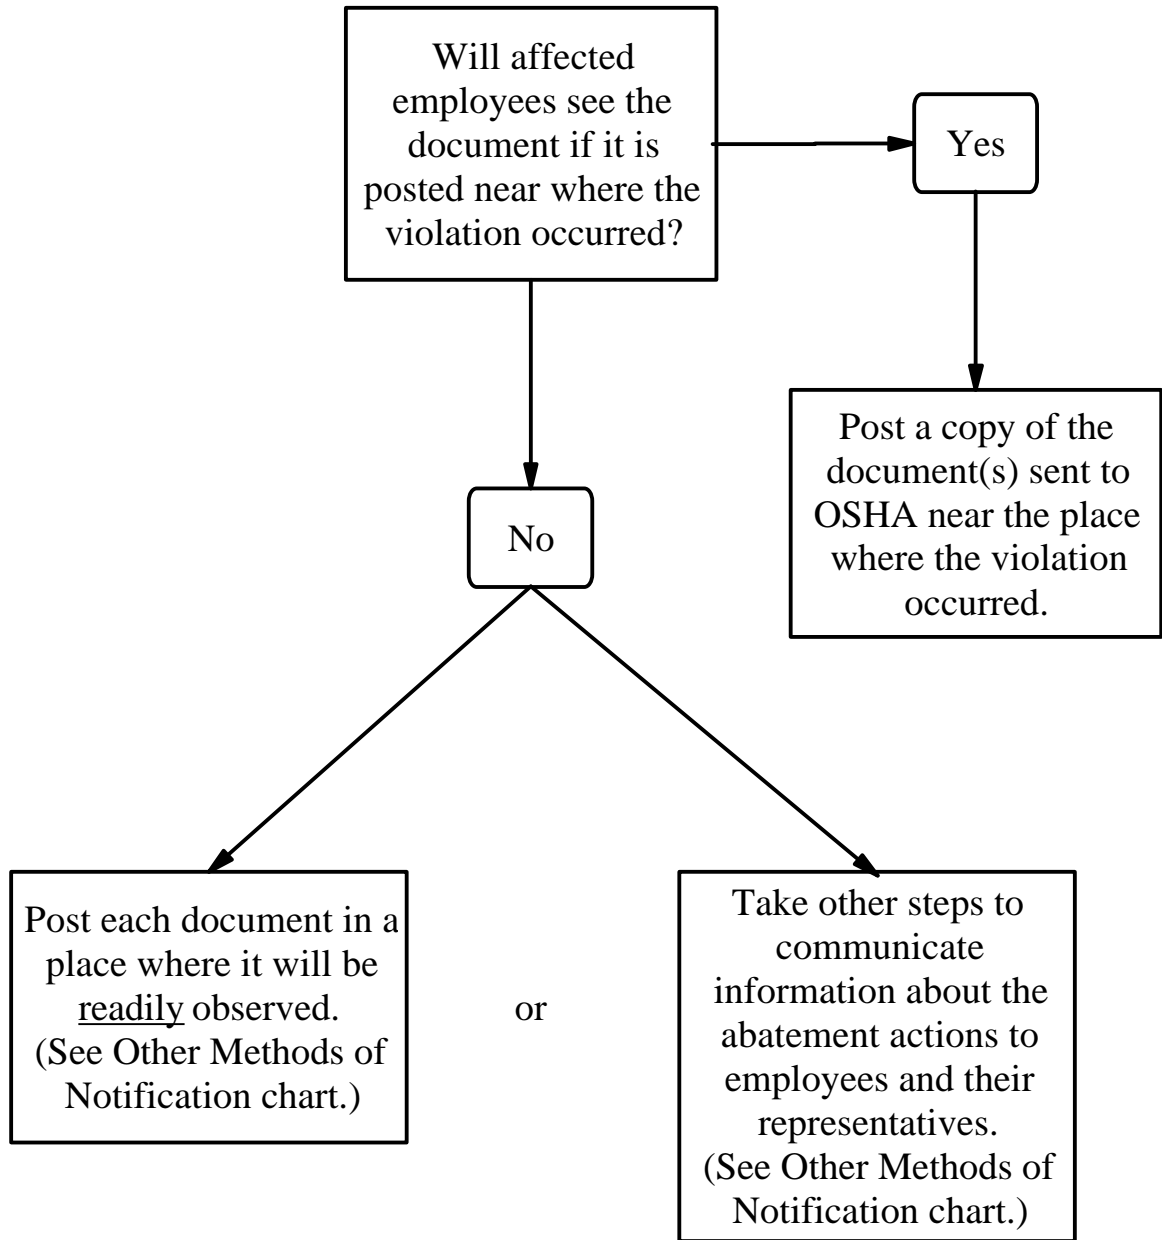 Will affected
employees see the
document if it is
posted near where the
violation occurred?
Yes
Post a copy of the
document(s) sent to
OSHA near the place
where the violation
occurred.
No
Post each document in a
place where it will be
readily observed.
(See Other Methods of
Notification chart.)
or
Take other steps to
communicate
information about the
abatement actions to
employees and their
representatives.
(See Other Methods of
Notification chart.)